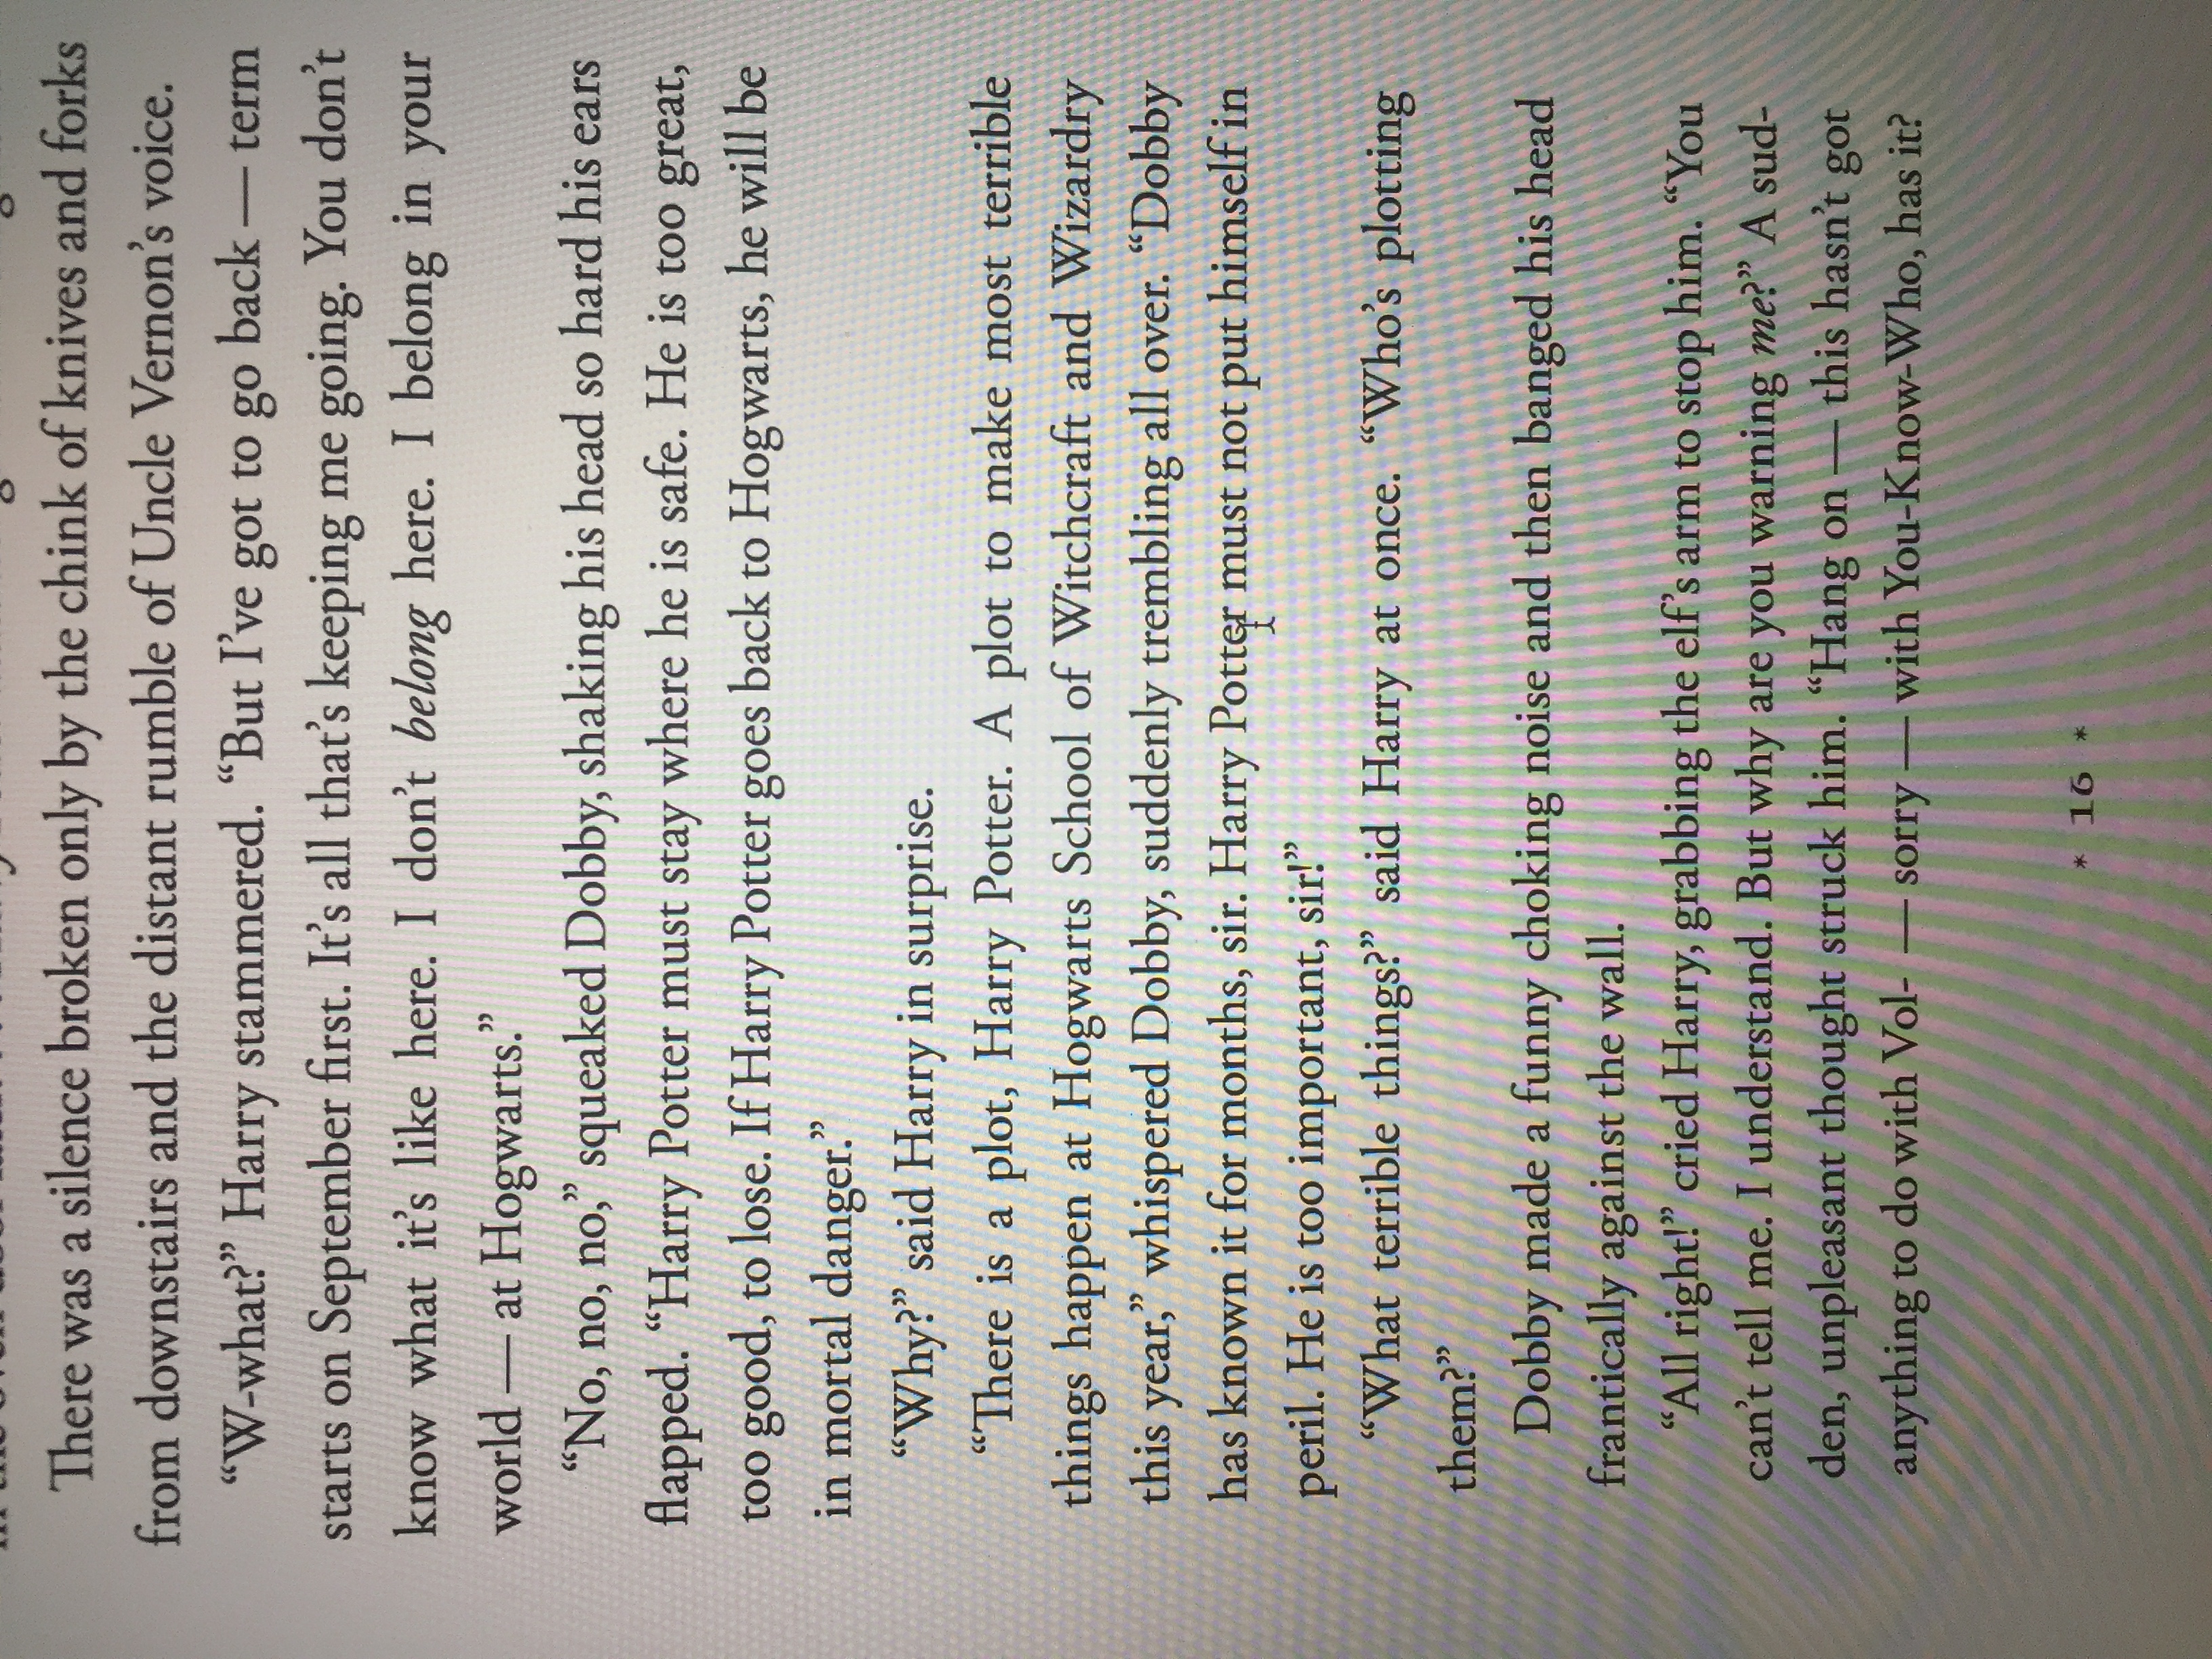 There was a silence broken only by the chink of knives and forks
from downstairs and the distant rumble of Uncle Vernon’s voice.
“W-what?” Harry stammered. “But I’ve got to go back — term
starts on September first. It’s all that’s keeping me going. You don’t
know what it’s like here. I don’t belong here. I belong in your
world — at Hogwarts.”
“No, no, no,” squeaked Dobby, shaking his head so hard his ears
flapped. “Harry Potter must stay where he is safe. He is too great,
too good, to lose. If Harry Potter goes back to Hogwarts, he will be
in mortal danger.”
“Why?” said Harry in surprise.
“There is a plot, Harry Potter. A plot to make most terrible
things happen at Hogwarts School of Witchcraft and Wizardry
this year,” whispered Dobby, suddenly trembling all over. “Dobby
has known it for months, sir. Harry Potter must not put himself in
peril. He is too important, sir!”
“What terrible things?” said Harry at once. “Who’s plotting
them?”
Dobby made a funny choking noise and then banged his head
frantically against the wall.
“All right!” cried Harry, grabbing the elf’s arm to stop him. “You
can’t tell me. I understand. But why are you warning me?” A sud-
den, unpleasant thought struck him. “Hang on — this hasn’t got
anything to do with Vol- — sorry — with You-Know-Who, has it?
* 16 *